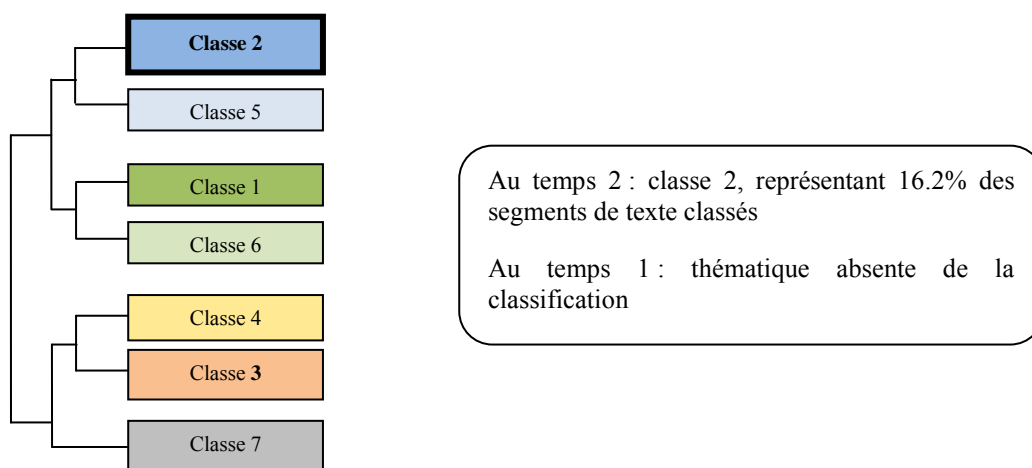 Classe 2
Classe 5
Classe 1
Classe 6
Classe 4
Classe 3
Classe 7
Au temps 2 : classe 2, représentant 16.2% des
segments de texte classés
Au temps 1 : thématique absente de la
classification